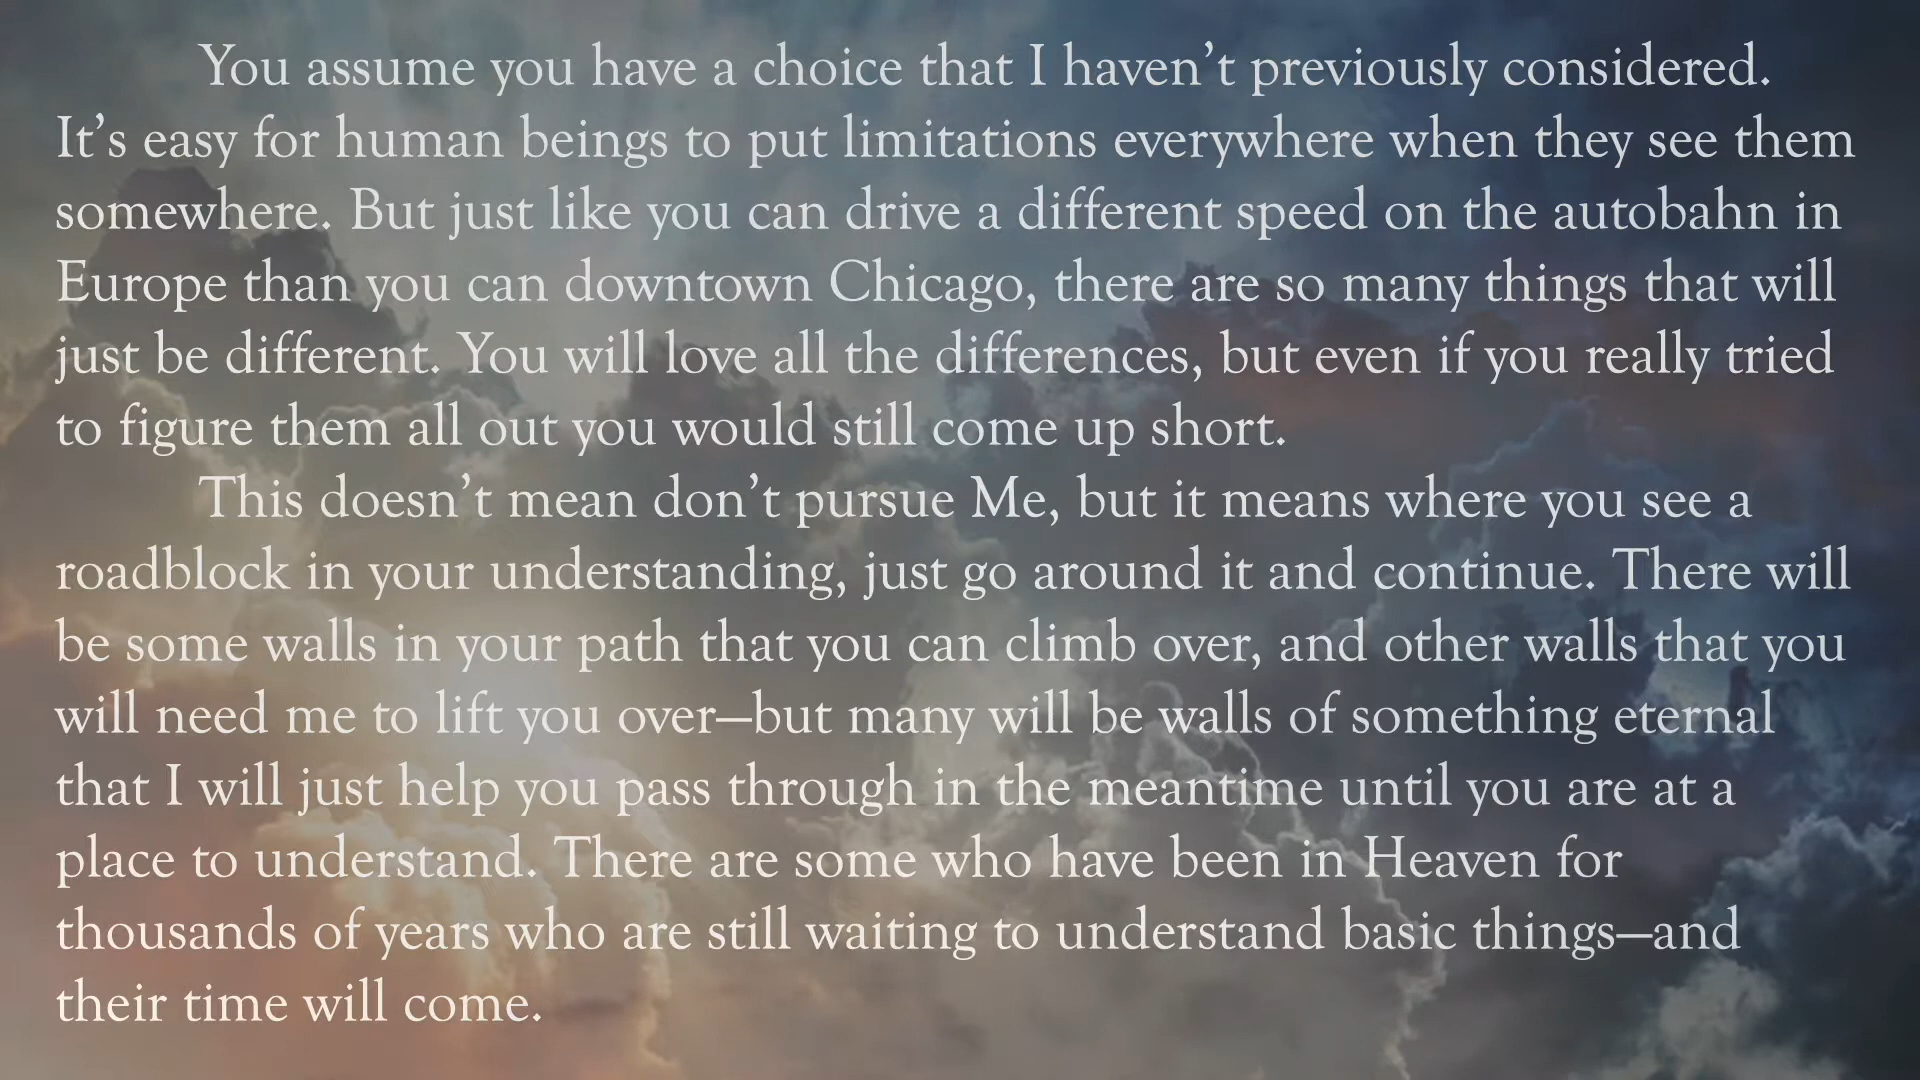 You assume you have a choice that I haven’t previously considered.
It’s easy for human beings to put limitations everywhere when they see them
somewhere. But just like you can drive a different speed on the autobahn in
Europe than you can downtown Chicago, there are so many things that will
just be different. You will love all the differences, but even if you really tried
to figure them all out you would still come up short.
This doesn’t mean don’t pursue Me, but it means where you see a
roadblock in your understanding, just go around it and continue. There will
be some walls in your path that you can climb over, and other walls that you
will need me to lift you over—but many will be walls of something eternal
that I will just help you pass through in the meantime until you are at a
place to understand. There are some who have been in Heaven for
thousands of years who are still waiting to understand basic things—and
their time will come.